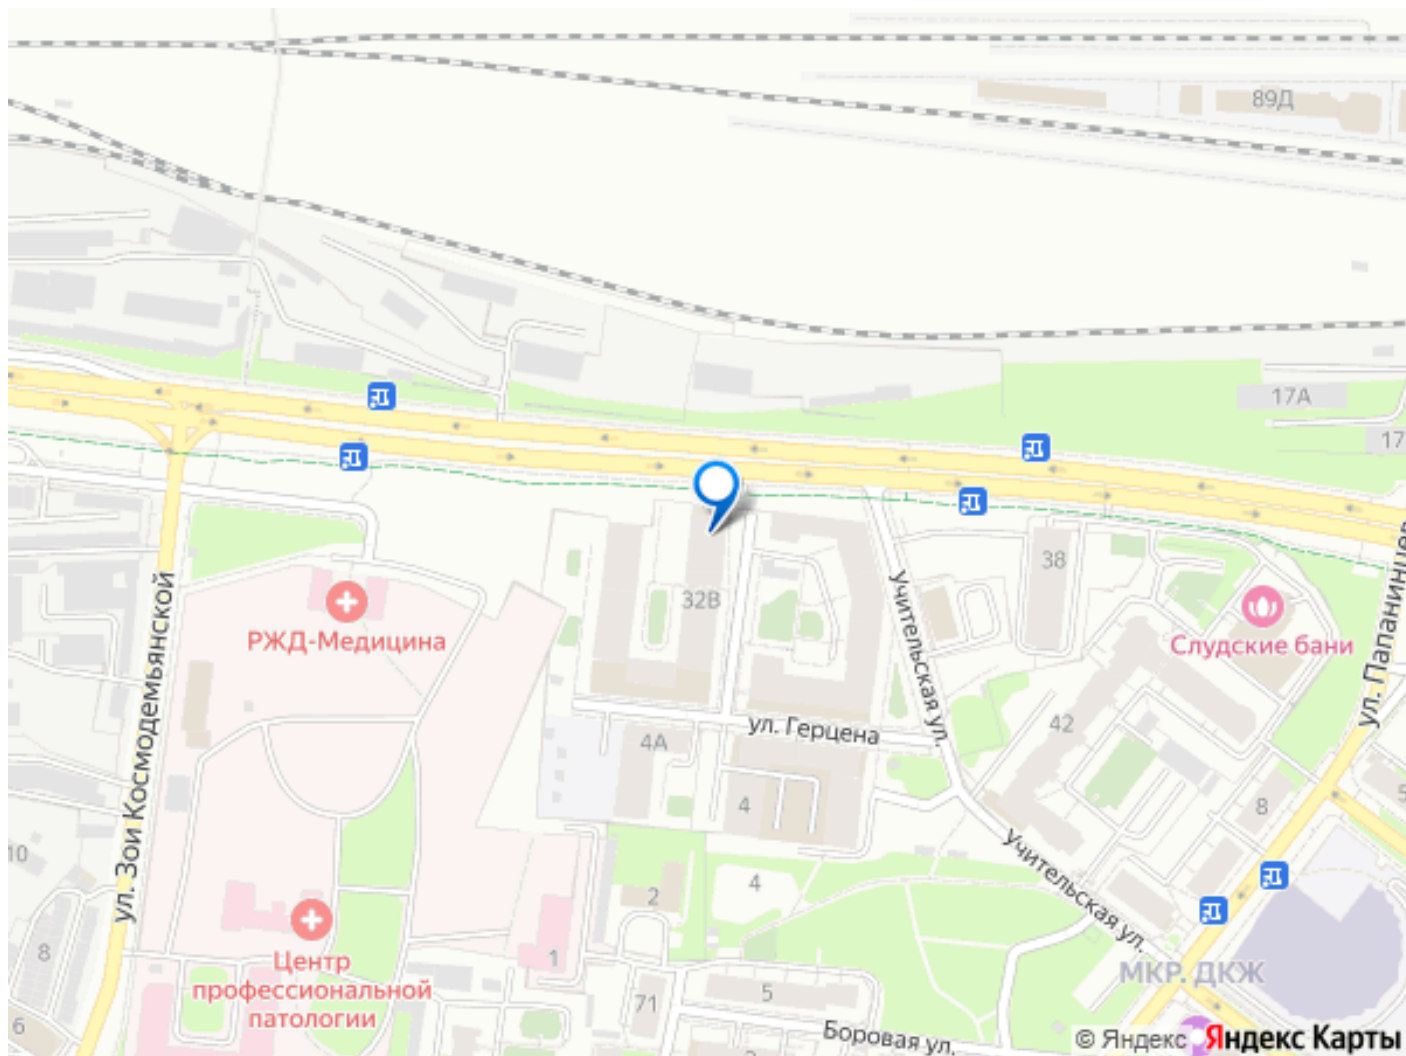 89Д
17А
17
38
32В
РЖД-Медицина
Слудские бани
ул. Папанинцев
Учительская ул.
ул. Зои Космодемьянской
ул. Герцена
42
4А
4
8
5
10
Учительская ул.
4
2
8
1
Центр
профессиональной
патологии
МКР. ДКЖ
5
71
6
Боровая ул.
© Яндекс Яндекс Карты